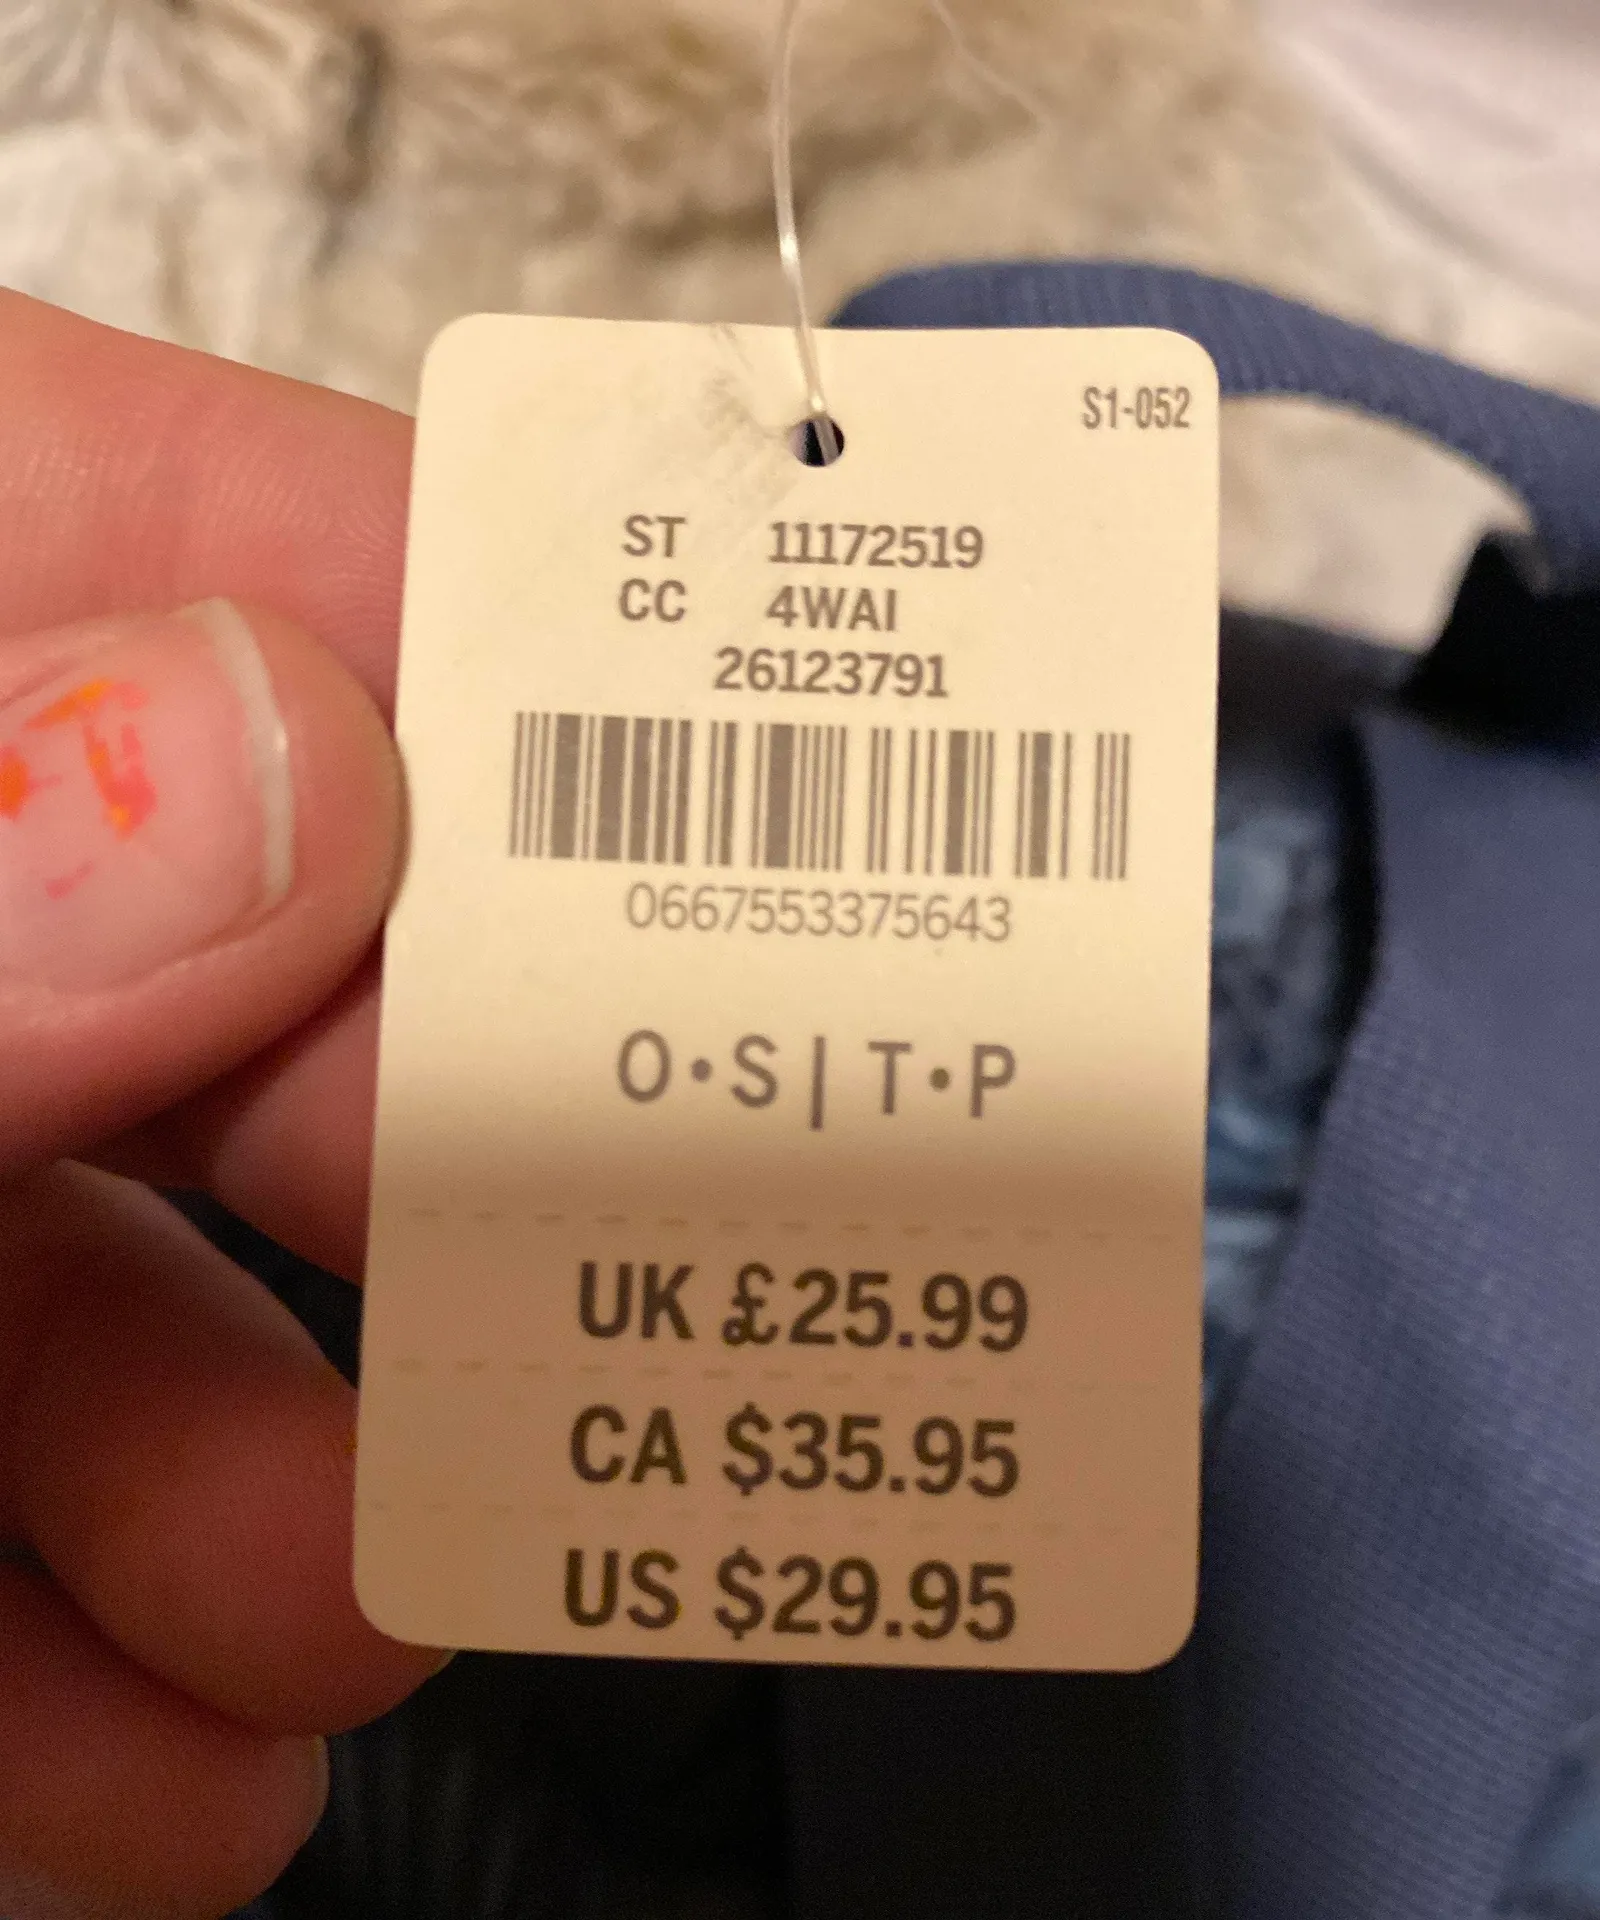 S1-052
ST 11172519
CC 4WAI
26123791
0667553375643
O•S | T•P
UK £25.99
CA $35.95
US $29.95